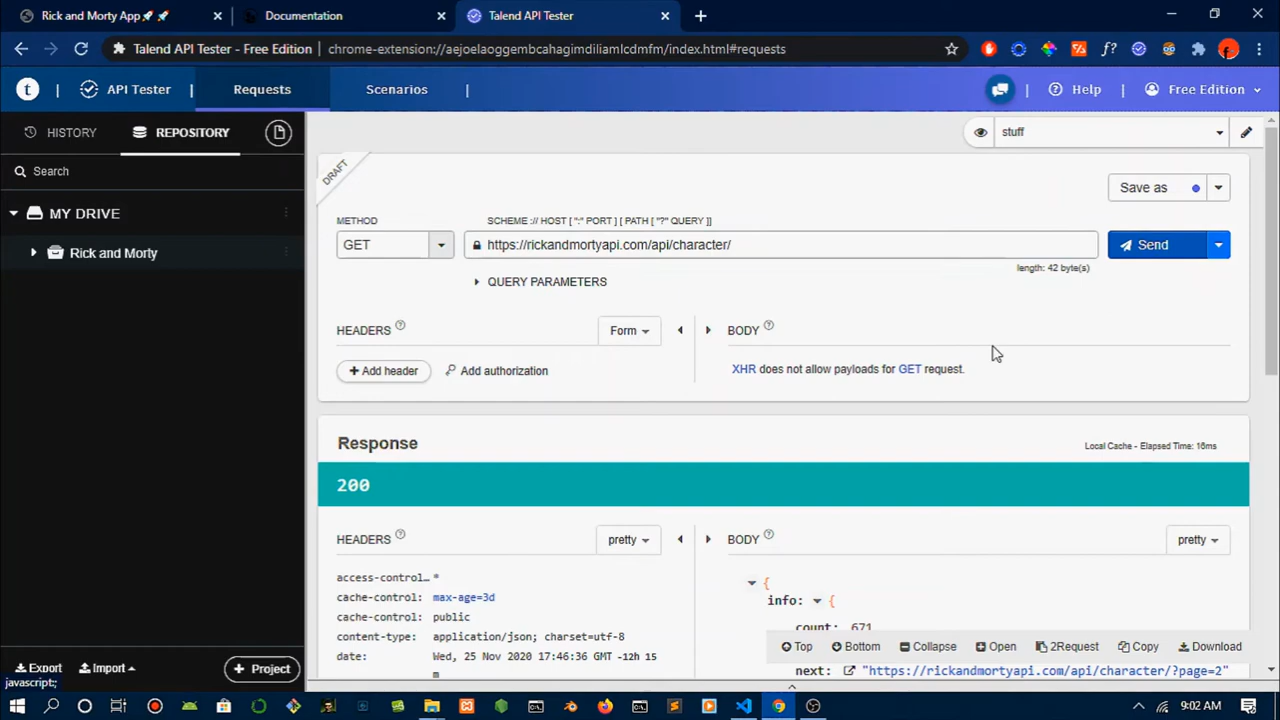 Rick and Morty App🚀 🚀
Documentation
Talend API Tester
Talend API Tester - Free Edition
chrome-extension://aejoelaoggembcahagimdiliamlcdmfm/index.html#requests
t | API Tester
Requests
Scenarios
|
| Help
| Free Edition
HISTORY
REPOSITORY
Search
MY DRIVE
Rick and Morty
stuff
DRAFT
Save as
METHOD
SCHEME :// HOST [ ":" PORT ] [ PATH [ "?" QUERY ]]
GET
https://rickandmortyapi.com/api/character/
Send
length: 42 byte(s)
QUERY PARAMETERS
HEADERS ?
Form
BODY ?
+ Add header
Add authorization
XHR does not allow payloads for GET request.
Response
Local Cache - Elapsed Time: 16ms
200
HEADERS ?
pretty
BODY ?
pretty
access-control… *
cache-control: max-age=3d
cache-control: public
content-type: application/json; charset=utf-8
date: Wed, 25 Nov 2020 17:46:36 GMT -12h 15
m
{
info: {
count: 671
Top
Bottom
Collapse
Open
2Request
Copy
Download
next: "https://rickandmortyapi.com/api/character/?page=2"
Export
Import
+ Project
javascript:;
9:02 AM